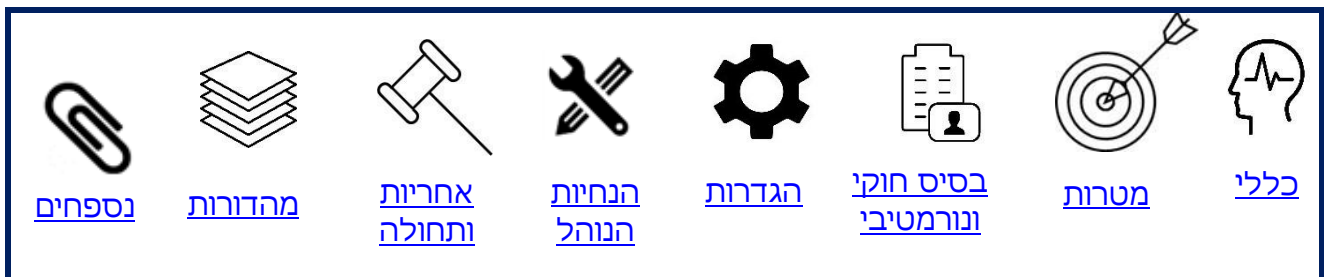 כללי
מטרות
בסיס חוקי
ונורמטיבי
הגדרות
הנחיות
הנוהל
אחריות
ותחולה
מהדורות
נספחים